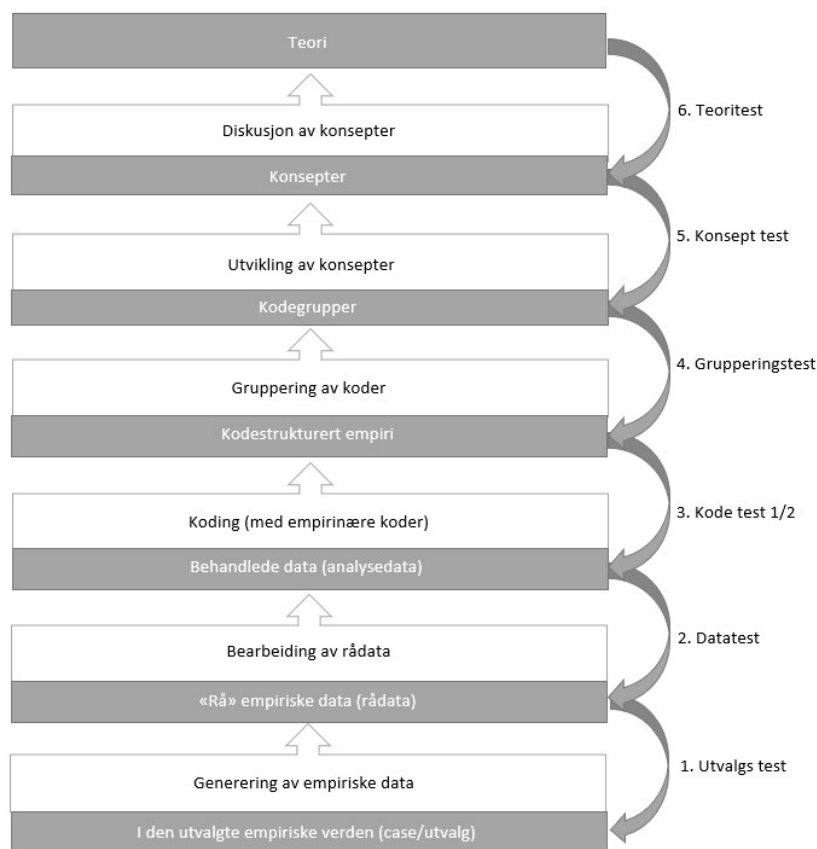 Teori
6. Teoritest
Diskusjon av konsepter
Konsepter
5. Konsept test
Utvikling av konsepter
Kodegrupper
4. Grupperingstest
Gruppering av koder
Kodestrukturert empiri
3. Kode test 1/2
Koding (med empirinære koder)
Behandlede data (analysedata)
2. Datatest
Bearbeiding av rådata
«Rå» empiriske data (rådata)
1. Utvalgs test
Generering av empiriske data
I den utvalgte empiriske verden (case/utvalg)